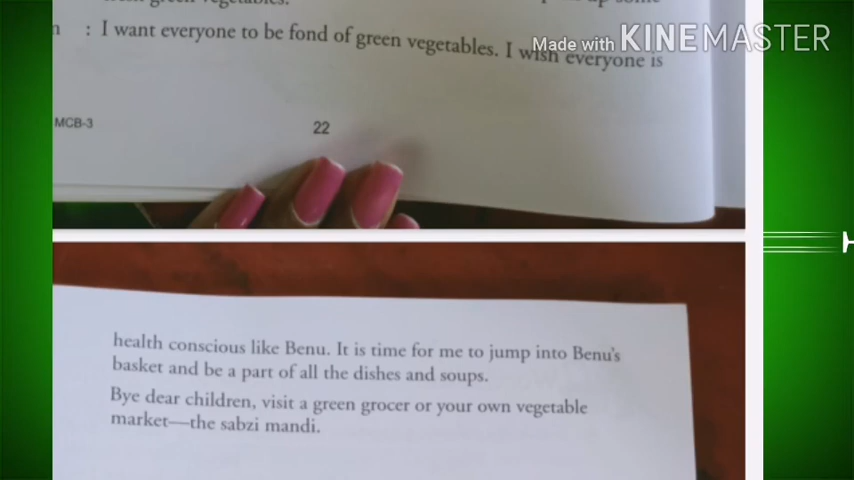 : I want everyone to be fond of green vegetables. I wish everyone is
Made with KINEMASTER
MCB-3
22
health conscious like Benu. It is time for me to jump into Benu's
basket and be a part of all the dishes and soups.
Bye dear children, visit a green grocer or your own vegetable
market—the sabzi mandi.